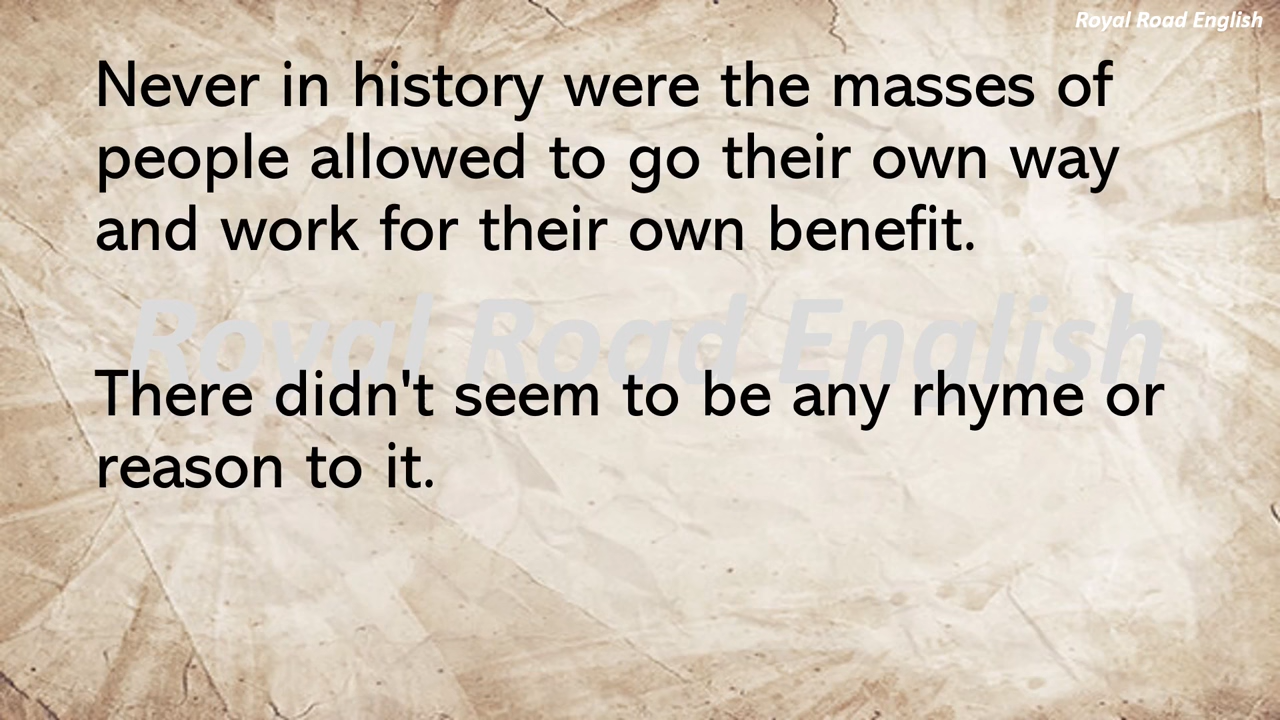 Royal Road English
Never in history were the masses of
people allowed to go their own way
and work for their own benefit.
Royal Road English
There didn't seem to be any rhyme or
reason to it.